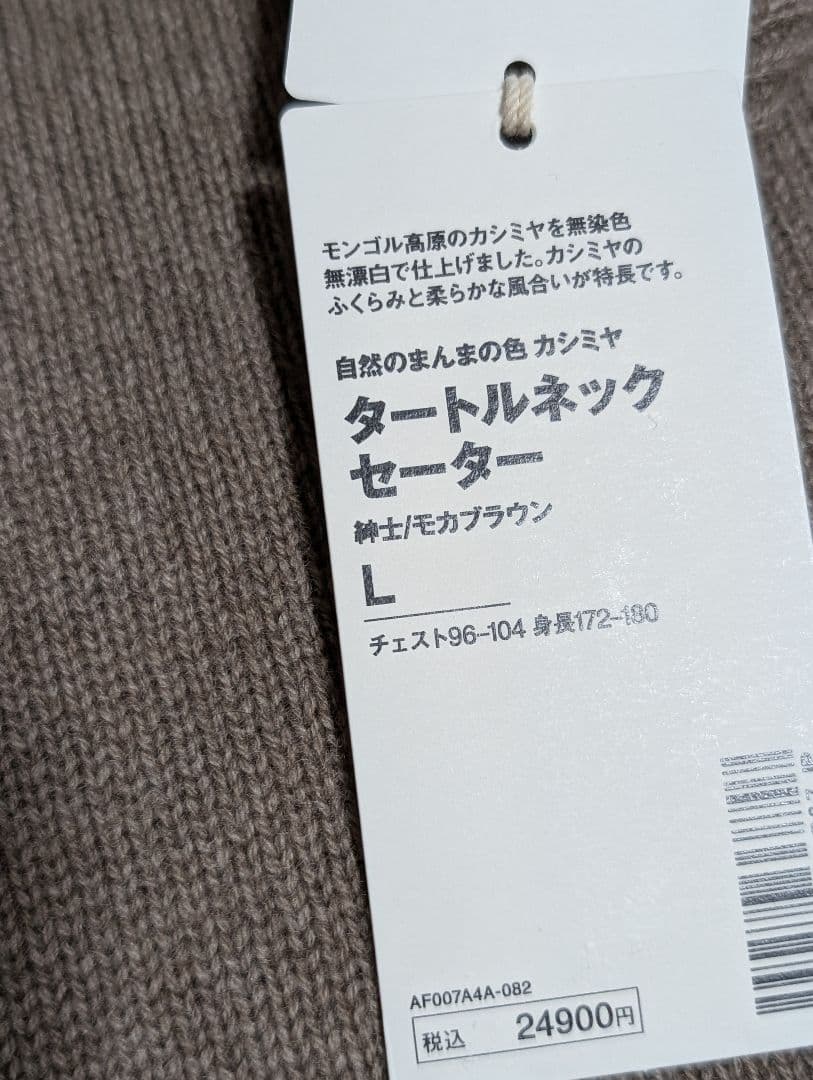 モンゴル高原のカシミヤを無染色
無漂白で仕上げました。カシミヤの
ふくらみと柔らかな風合いが特長です。
自然のまんまの色 カシミヤ
タートルネック
セーター
紳士/モカブラウン
L
チェスト96-104 身長172-180
AF007A4A-082
税込 24900円